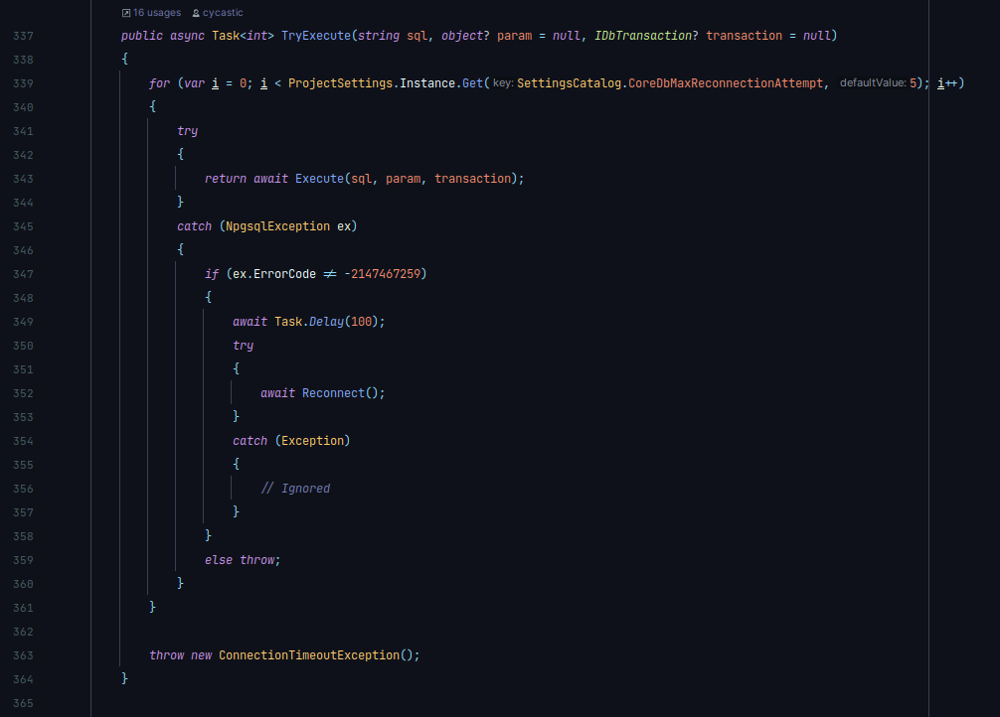 16 usages cycastic
337 public async Task<int> TryExecute(string sql, object? param = null, IDbTransaction? transaction = null)
338 {
339 for (var i = 0; i < ProjectSettings.Instance.Get( key: SettingsCatalog.CoreDbMaxReconnectionAttempt, defaultValue: 5); i++)
340 {
341 try
342 {
343 return await Execute(sql, param, transaction);
344 }
345 catch (NpgsqlException ex)
346 {
347 if (ex.ErrorCode ≠ -2147467259)
348 {
349 await Task.Delay(100);
350 try
351 {
352 await Reconnect();
353 }
354 catch (Exception)
355 {
356 // Ignored
357 }
358 }
359 else throw;
360 }
361 }
362
363 throw new ConnectionTimeoutException();
364 }
365